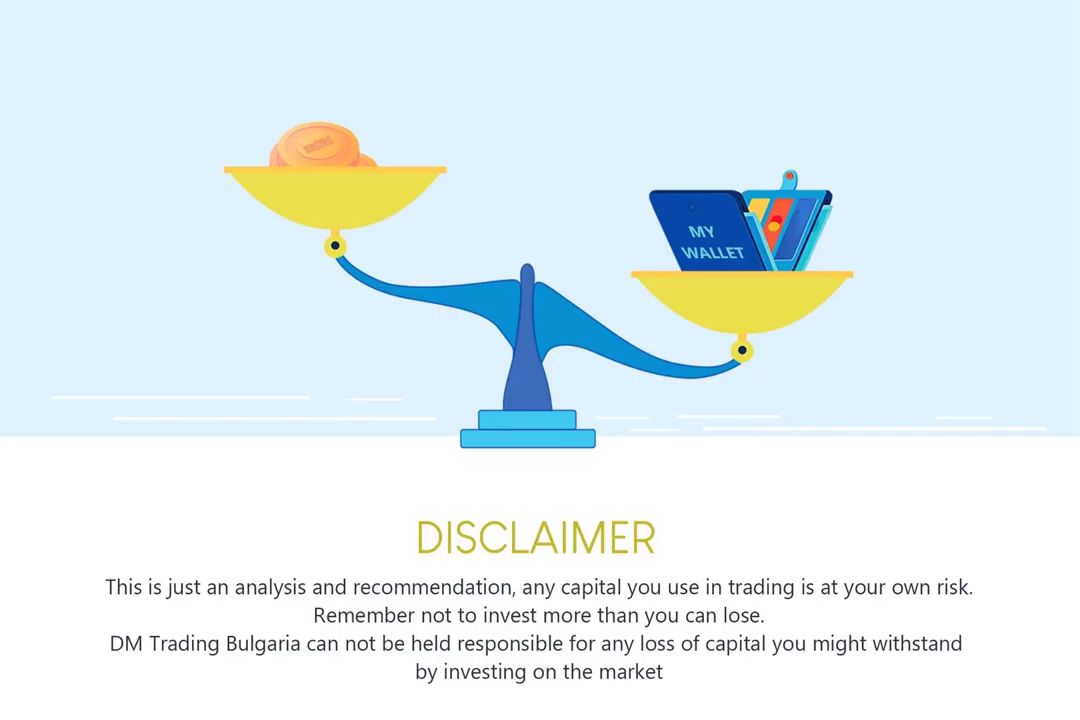 MY
WALLET
DISCLAIMER
This is just an analysis and recommendation, any capital you use in trading is at your own risk.
Remember not to invest more than you can lose.
DM Trading Bulgaria can not be held responsible for any loss of capital you might withstand
by investing on the market